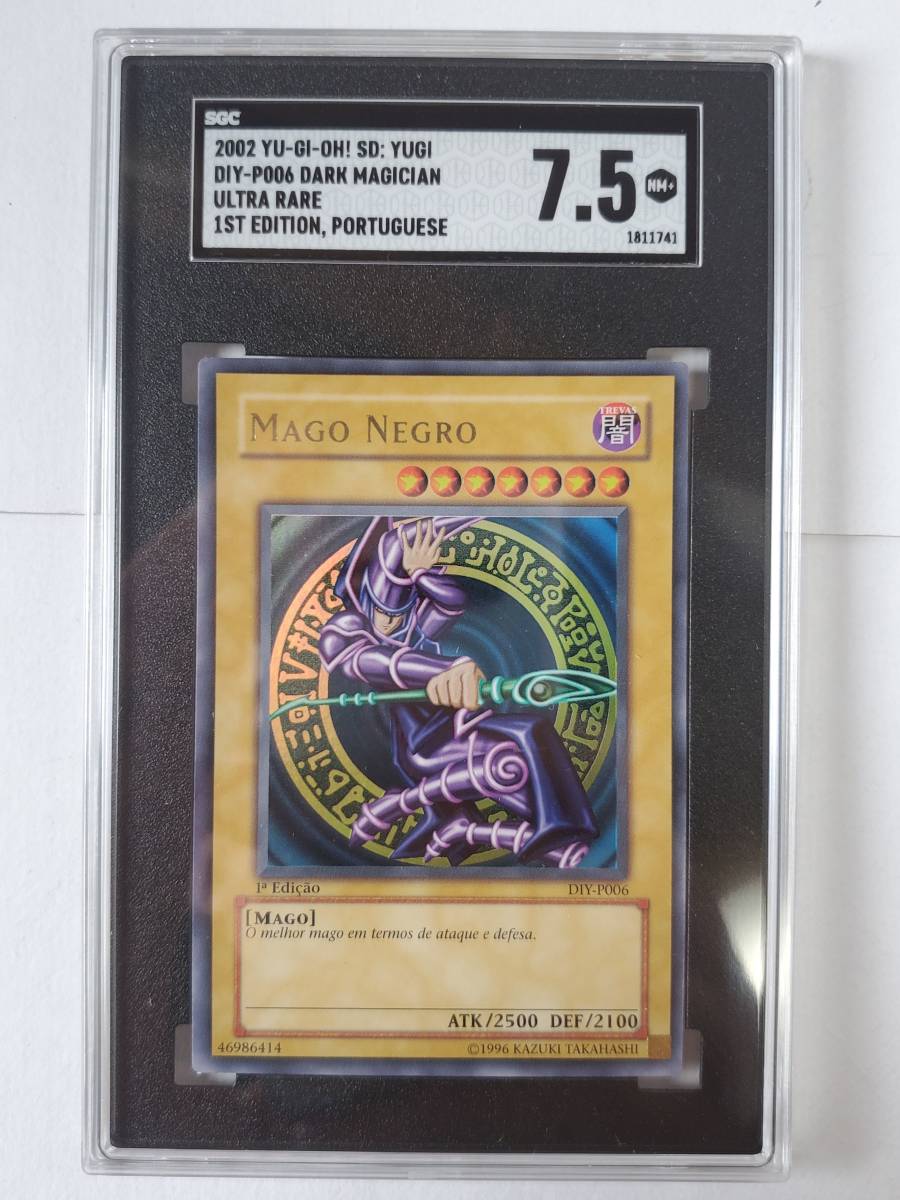 SGC
2002 YU-GI-OH! SD: YUGI
DIY-P006 DARK MAGICIAN
ULTRA RARE
1ST EDITION, PORTUGUESE
7.5
NM+
1811741
MAGO NEGRO
TREVAS
闇
1ª Edição
DIY-P006
[MAGO]
O melhor mago em termos de ataque e defesa.
ATK/2500 DEF/2100
46986414
©1996 KAZUKI TAKAHASHI